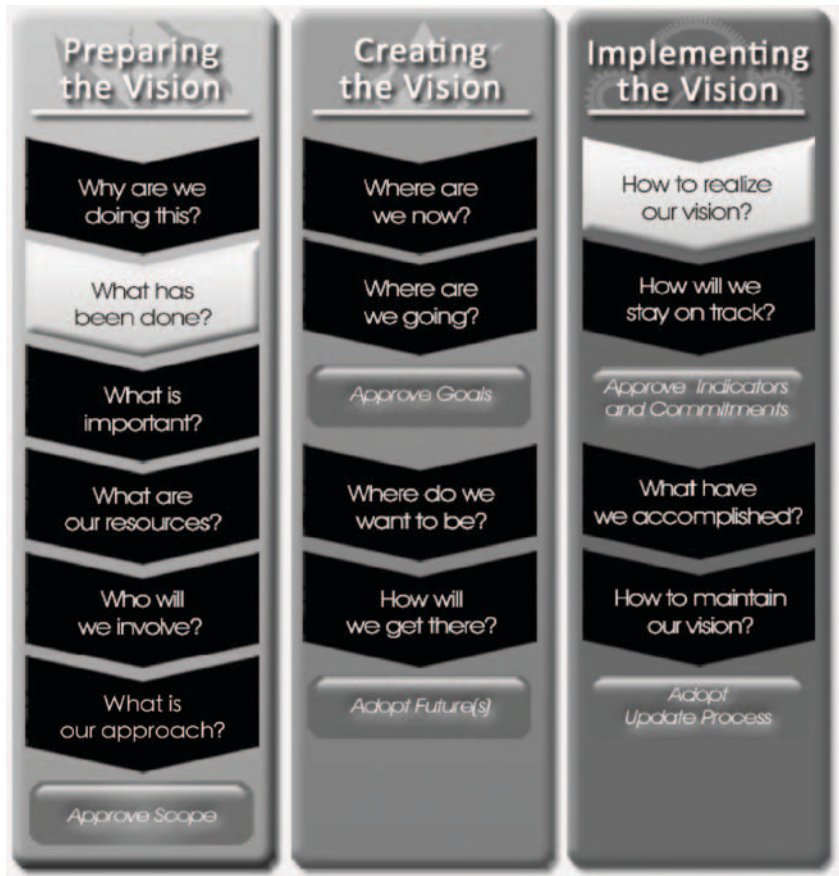 Preparing
the Vision
Why are we
doing this?
What has
been done?
What is
important?
What are
our resources?
Who will
we involve?
What is
our approach?
Approve Scope
Creating
the Vision
Where are
we now?
Where are
we going?
Approve Goals
Where do we
want to be?
How will
we get there?
Adopt Future(s)
Implementing
the Vision
How to realize
our vision?
How will we
stay on track?
Approve Indicators
and Commitments
What have
we accomplished?
How to maintain
our vision?
Adopt
Update Process